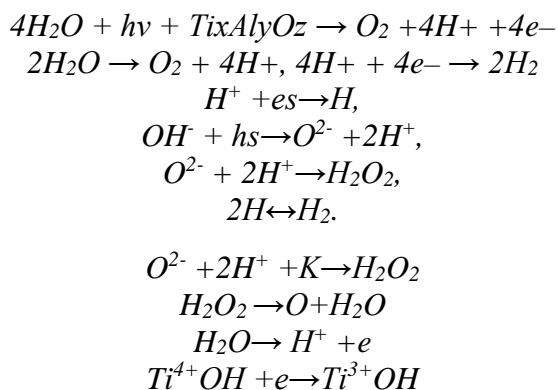 4H₂O + hv + TixAlyOz → O₂ +4H+ +4e–
2H₂O → O₂ + 4H+, 4H+ + 4e– → 2H₂
H⁺ +es→H,
OH⁻ + hs→O²⁻ +2H⁺,
O²⁻ + 2H⁺→H₂O₂,
2H↔H₂.
O²⁻ +2H⁺ +K→H₂O₂
H₂O₂→O+H₂O
H₂O→ H⁺ +e
Ti⁴⁺OH +e→Ti³⁺OH